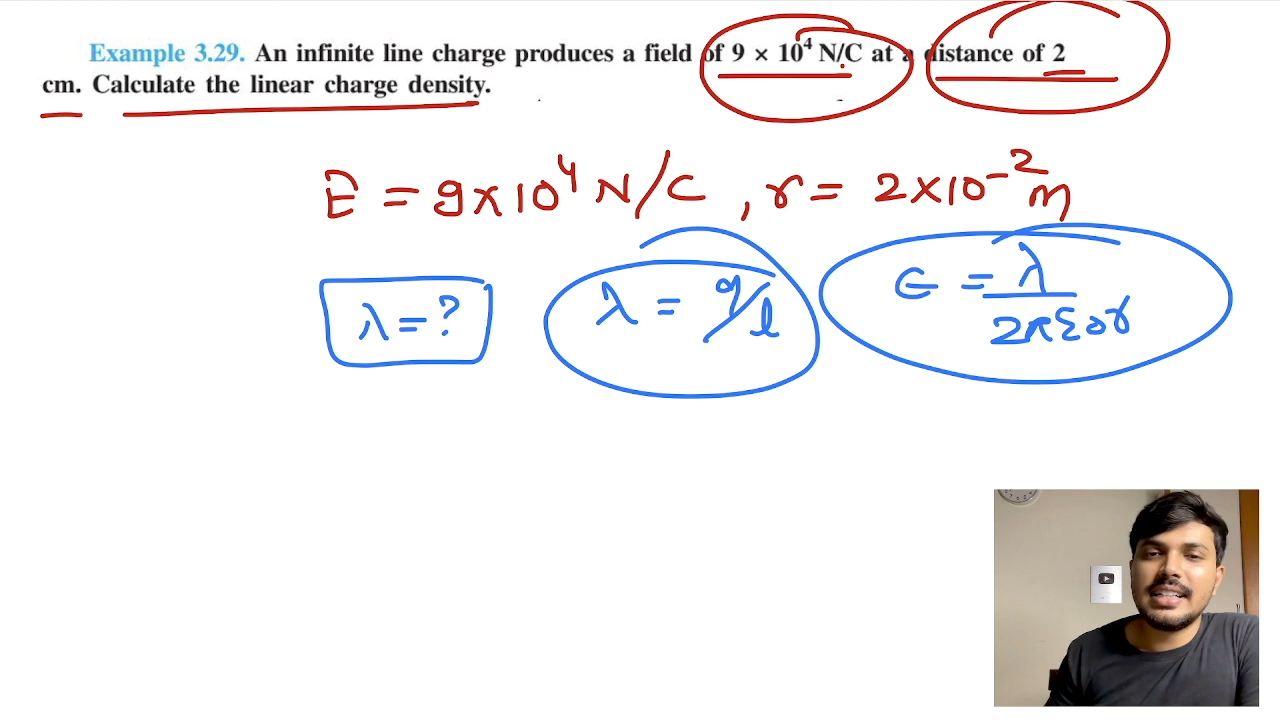 Example 3.29. An infinite line charge produces a field of 9 × 10⁴ N/C at a distance of 2
cm. Calculate the linear charge density.
E = 9×10⁴ N/C , r = 2×10⁻² m
λ = ? λ = q/l E = λ/2πε₀r